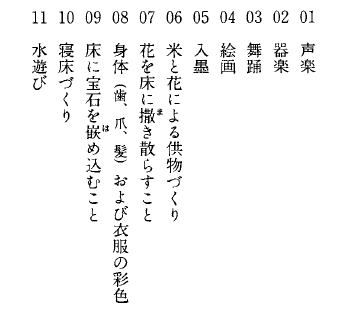 01 声楽
02 器楽
03 舞踊
04 絵画
05 入墨
06 米と花による供物づくり
07 花を床に撒き散らすこと
08 身体（歯、爪、髪）および衣服の彩色
09 床に宝石を嵌め込むこと
10 寝床づくり
11 水遊び